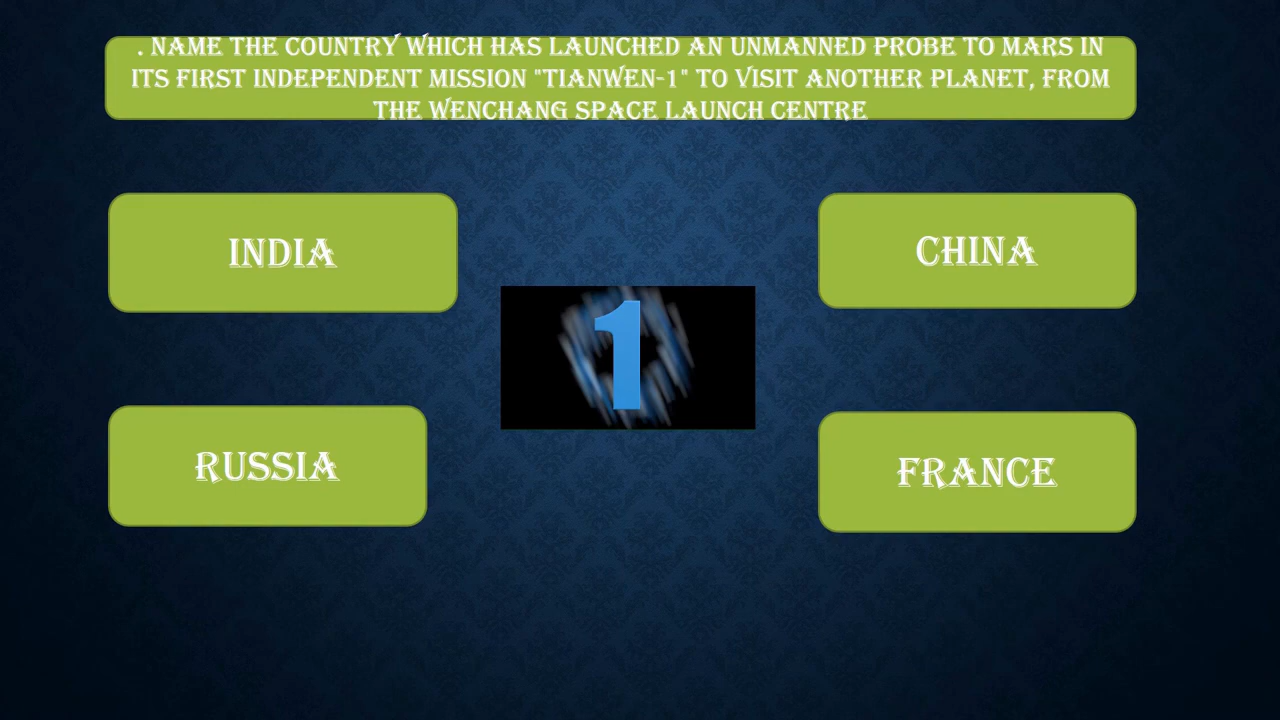 . NAME THE COUNTRY WHICH HAS LAUNCHED AN UNMANNED PROBE TO MARS IN
ITS FIRST INDEPENDENT MISSION "TIANWEN-1" TO VISIT ANOTHER PLANET, FROM
THE WENCHANG SPACE LAUNCH CENTRE
INDIA
CHINA
1
RUSSIA
FRANCE